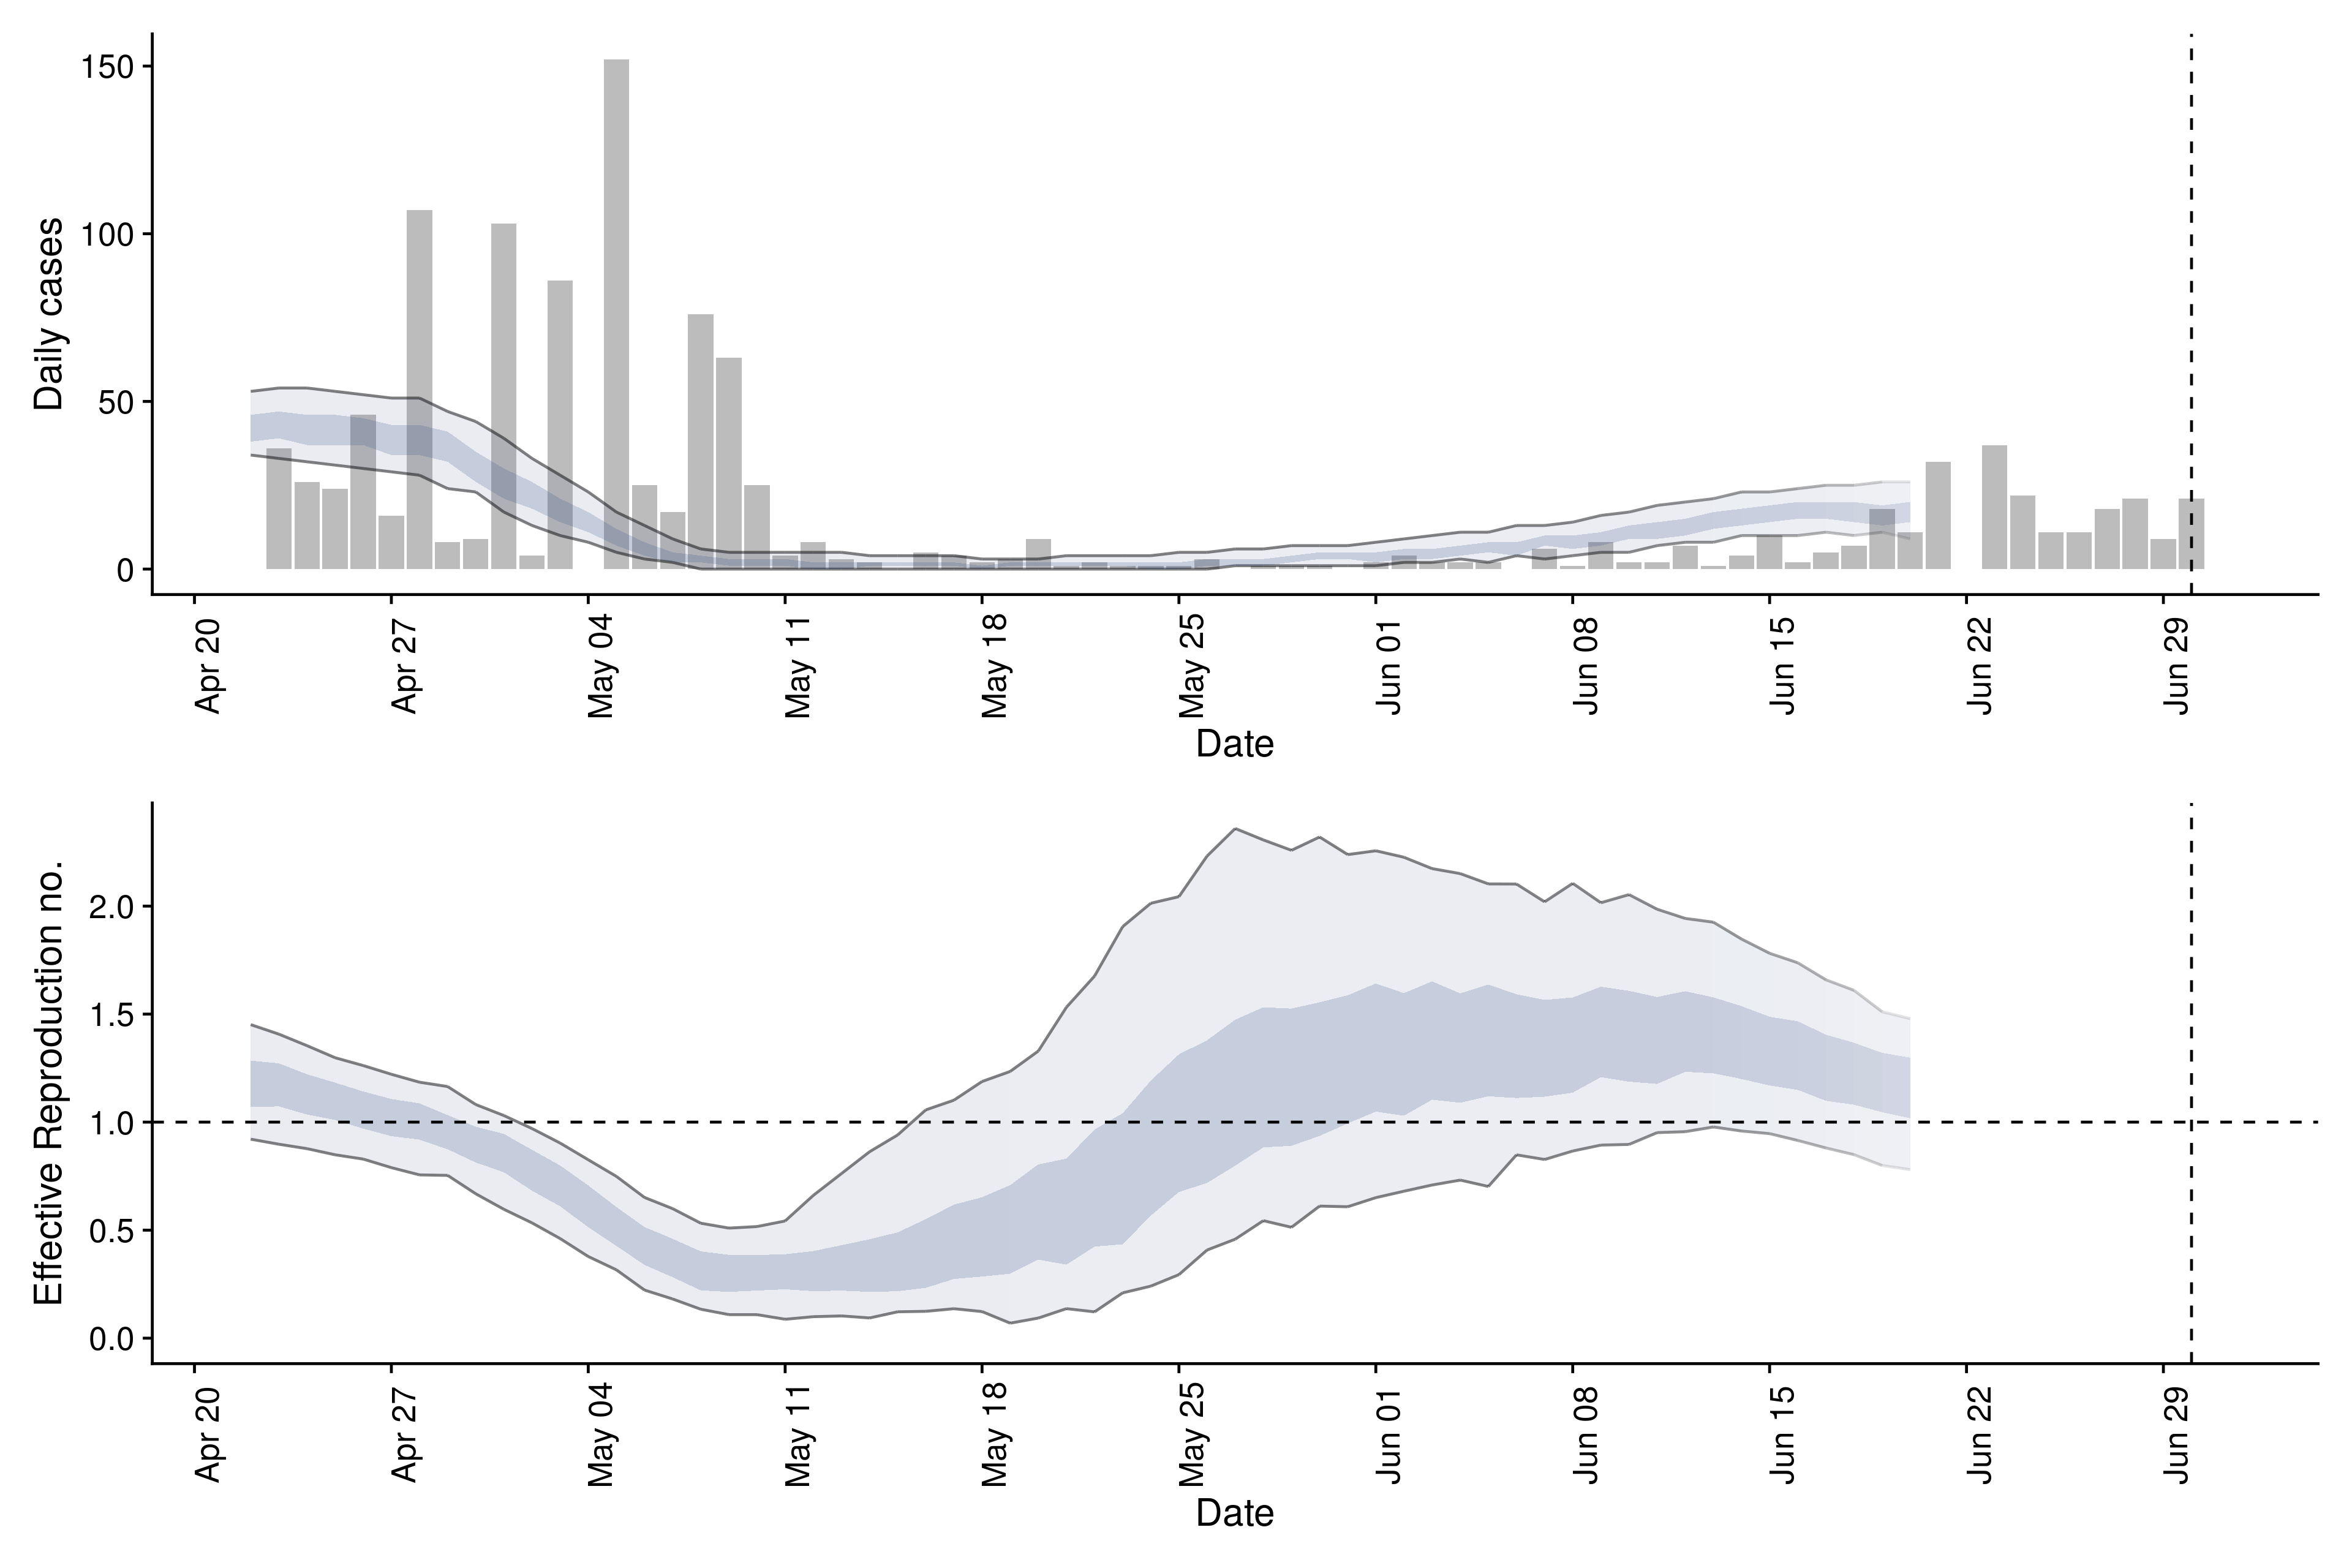 Daily cases
150
100
50
0
Apr 20
Apr 27
May 04
May 11
May 18
May 25
Jun 01
Jun 08
Jun 15
Jun 22
Jun 29
Date
Effective Reproduction no.
2.0
1.5
1.0
0.5
0.0
Apr 20
Apr 27
May 04
May 11
May 18
May 25
Jun 01
Jun 08
Jun 15
Jun 22
Jun 29
Date